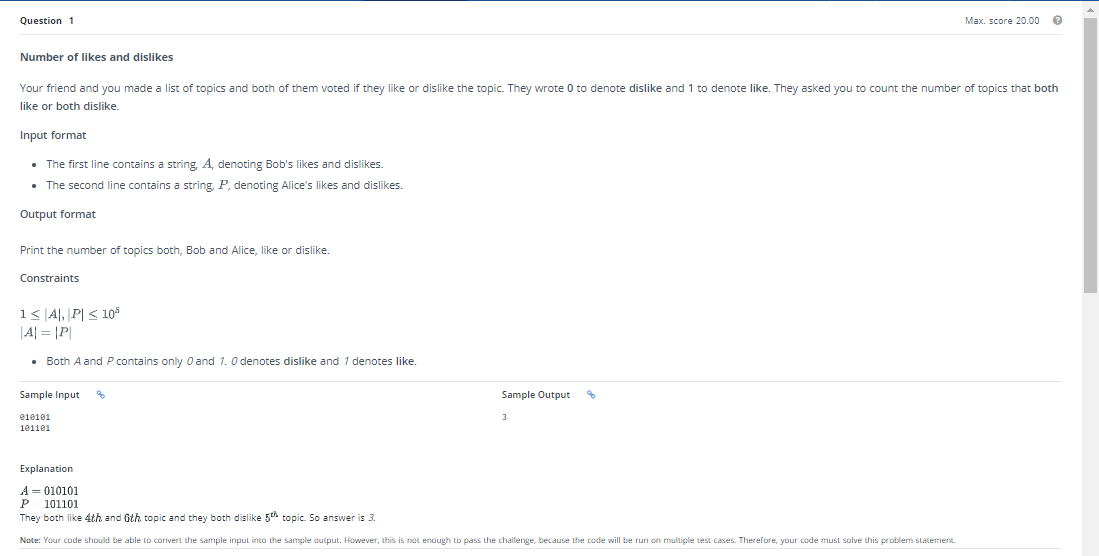 Question 1
Max. score 20.00
Number of likes and dislikes
Your friend and you made a list of topics and both of them voted if they like or dislike the topic. They wrote 0 to denote dislike and 1 to denote like. They asked you to count the number of topics that both
like or both dislike.
Input format
• The first line contains a string, A, denoting Bob's likes and dislikes.
• The second line contains a string, P, denoting Alice's likes and dislikes.
Output format
Print the number of topics both, Bob and Alice, like or dislike.
Constraints
1 ≤ |A|, |P| ≤ 10⁵
|A| = |P|
• Both A and P contains only 0 and 1. 0 denotes dislike and 1 denotes like.
Sample Input
Sample Output
010101
101101
3
Explanation
A = 010101
P 101101
They both like 4th and 6th topic and they both dislike 5ᵗʰ topic. So answer is 3.
Note: Your code should be able to convert the sample input into the sample output. However, this is not enough to pass the challenge, because the code will be run on multiple test cases. Therefore, your code must solve this problem statement.